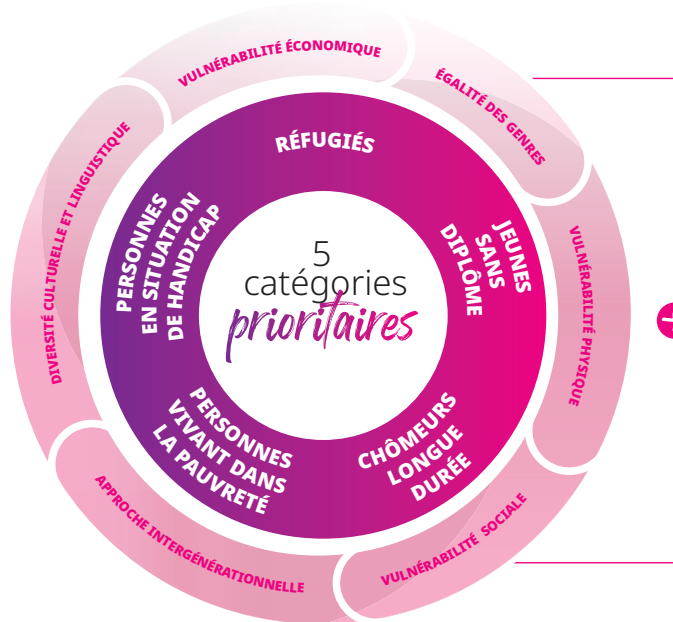 5
catégories
prioritaires
RÉFUGIÉS
JEUNES
SANS
DIPLÔME
CHÔMEURS
LONGUE
DURÉE
PERSONNES
VIVANT DANS
LA PAUVRETÉ
PERSONNES
EN SITUATION
DE HANDICAP
VULNÉRABILITÉ ÉCONOMIQUE
ÉGALITÉ DES GENRES
VULNÉRABILITÉ PHYSIQUE
VULNÉRABILITÉ SOCIALE
APPROCHE INTERGÉNÉRATIONNELLE
DIVERSITÉ CULTURELLE ET LINGUISTIQUE